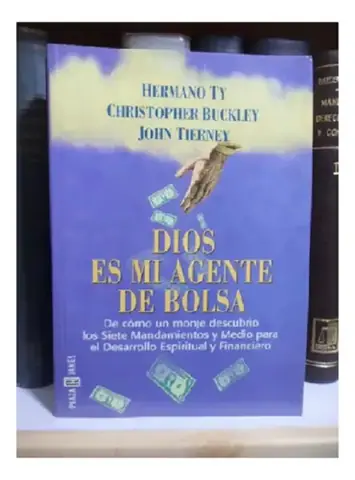 HERMANO TY
CHRISTOPHER BUCKLEY
JOHN TIERNEY
DIOS
ES MI AGENTE
DE BOLSA
De cómo un monje descubrió
los Siete Mandamientos y Medio para
el Desarrollo Espiritual y Financiero
PLAZA JANÉS